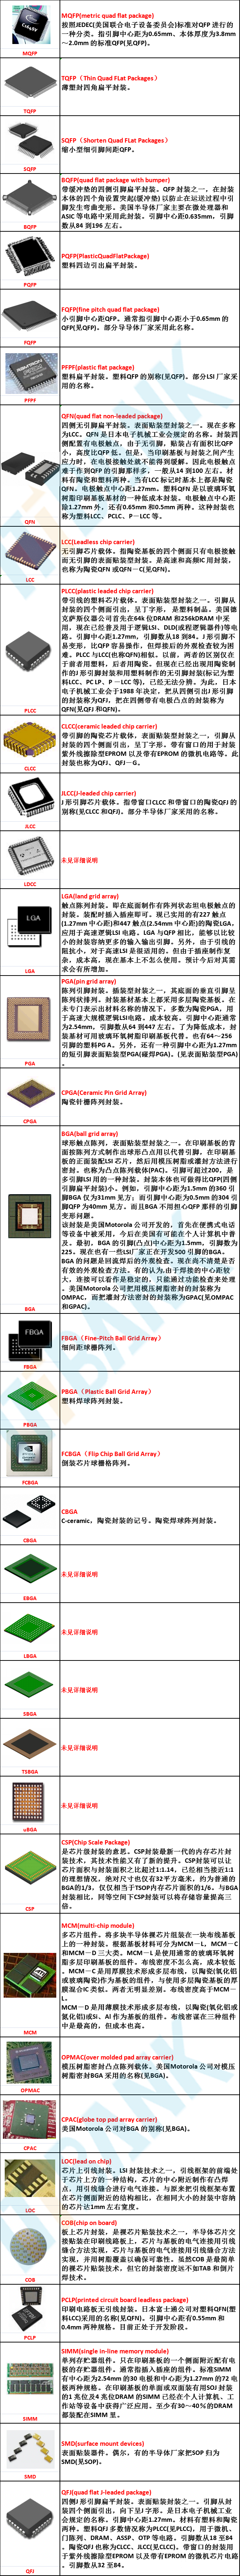 MQFP(metric quad flat package)
按照JEDEC(美国联合电子设备委员会)标准对QFP进行的
一种分类。指引脚中心距为0.65mm、本体厚度为3.8mm
~2.0mm的标准QFP(见QFP)。
MQFP
TQFP（Thin Quad FLat Packages）
薄塑封四角扁平封装。
TQFP
SQFP（Shorten Quad FLat Packages）
缩小型细引脚间距QFP。
SQFP
BQFP(quad flat package with bumper)
带缓冲垫的四侧引脚扁平封装。QFP封装之一，在封装
本体的四个角设置突起(缓冲垫)以防止在运送过程中引
脚发生弯曲变形。美国半导体厂家主要在微处理器和
ASIC等电路中采用此封装。引脚中心距0.635mm，引脚
数从84到196左右。
BQFP
PQFP(PlasticQuadFlatPackage)
塑料四边引出扁平封装。
PQFP
FQFP(fine pitch quad flat package)
小引脚中心距QFP。通常指引脚中心距小于0.65mm的
QFP(见QFP)。部分导导体厂家采用此名称。
FQFP
PFPF(plastic flat package)
塑料扁平封装。塑料QFP的别称(见QFP)。部分LSI厂家采
用的名称。
PFPF
QFN(quad flat non-leaded package)
四侧无引脚扁平封装。表面贴装型封装之一。现在多称
为LCC。QFN是日本电子机械工业会规定的名称。封装四
侧配置有电极触点，由于无引脚，贴装占有面积比QFP
小，高度比QFP低。但是，当印刷基板与封装之间产生
应力时，在电极接触处就不能得到缓解。因此电极触点
难于作到QFP的引脚那样多，一般从14到100左右。材
料有陶瓷和塑料两种。当有LCC标记时基本上都是陶瓷
QFN。电极触点中心距1.27mm。塑料QFN是以玻璃环氧
树脂印刷基板基材的一种低成本封装。电极触点中心距
除1.27mm外，还有0.65mm和0.5mm两种。这种封装也
称为塑料LCC、PCLC、P－LCC等。
QFN
LCC(Leadless chip carrier)
无引脚芯片载体。指陶瓷基板的四个侧面只有电极接触
而无引脚的表面贴装型封装。是高速和高频IC用封装，
也称为陶瓷QFN或QFN－C(见QFN)。
LCC
PLCC(plastic leaded chip carrier)
带引线的塑料芯片载体。表面贴装型封装之一。引脚从
封装的四个侧面引出，呈丁字形，是塑料制品。美国德
克萨斯仪器公司首先在64k位DRAM和256kDRAM中采
用，现在已经普及用于逻辑LSI、DLD(或程逻辑器件)等电
路。引脚中心距1.27mm，引脚数从18到84。J形引脚不
易变形，比QFP容易操作，但焊接后的外观检查较为困
难。PLCC与LCC(也称QFN)相似。以前，两者的区别仅在
于前者用塑料，后者用陶瓷。但现在已经出现用陶瓷制
作的J形引脚封装和用塑料制作的无引脚封装(标记为塑
料LCC、PC LP、P－LCC等)，已经无法分辨。为此，日本
电子机械工业会于1988年决定，把从四侧引出J形引脚
的封装称为QFJ，把在四侧带有电极凸点的封装称为
QFN(见QFJ和QFN)。
PLCC
CLCC(ceramic leaded chip carrier)
带引脚的陶瓷芯片载体，表面贴装型封装之一，引脚从
封装的四个侧面引出，呈丁字形。带有窗口的用于封装
紫外线擦除型EPROM以及带有EPROM的微机电路等。此
封装也称为QFJ、QFJ－G。
CLCC
JLCC(J-leaded chip carrier)
J形引脚芯片载体。指带窗口CLCC和带窗口的陶瓷QFJ的
别称(见CLCC和QFJ)。部分半导体厂家采用的名称。
JLCC
未见详细说明
LDCC
LGA(land grid array)
触点陈列封装。即在底面制作有阵列状态坦电极触点的
封装。装配时插入插座即可。现已实用的有227触点
(1.27mm中心距)和447触点(2.54mm中心距)的陶瓷LGA，
应用于高速逻辑LSI电路。LGA与QFP相比，能够以比较
小的封装容纳更多的输入输出引脚。另外，由于引线的
阻抗小，对于高速LSI是很适用的。但由于插座制作复
杂，成本高，现在基本上不怎么使用。预计今后对其需
求会有所增加。
LGA
PGA(pin grid array)
陈列引脚封装。插装型封装之一，其底面的垂直引脚呈
陈列状排列。封装基材基本上都采用多层陶瓷基板。在
未专门表示出材料名称的情况下，多数为陶瓷PGA，用
于高速大规模逻辑LSI电路。成本较高。引脚中心距通常
为2.54mm，引脚数从64到447左右。了为降低成本，封
装基材可用玻璃环氧树脂印刷基板代替。也有64～256
引脚的塑料PGA。另外，还有一种引脚中心距为1.27mm
的短引脚表面贴装型PGA(碰焊PGA)。(见表面贴装型PGA)。
PGA
CPGA(Ceramic Pin Grid Array)
陶瓷针栅阵列封装。
CPGA
BGA(ball grid array)
球形触点陈列，表面贴装型封装之一。在印刷基板的背
面按陈列方式制作出球形凸点用以代替引脚，在印刷基
板的正面装配LSI芯片，然后用模压树脂或灌封方法进行
密封。也称为凸点陈列载体(PAC)。引脚可超过200，是
多引脚LSI用的一种封装。封装本体也可做得比QFP(四侧
引脚扁平封装)小。例如，引脚中心距为1.5mm的360引
脚BGA仅为31mm见方；而引脚中心距为0.5mm的304引
脚QFP为40mm见方。而且BGA不用担心QFP那样的引脚
变形问题。
该封装是美国Motorola公司开发的，首先在便携式电话
等设备中被采用，今后在美国有可能在个人计算机中普
及。最初，BGA的引脚(凸点)中心距为1.5mm，引脚数为
225。现在也有一些LSI厂家正在开发500引脚的BGA。
BGA的问题是回流焊后的外观检查。现在尚不清楚是否
有效的外观检查方法。有的认为,由于焊接的中心距较
大，连接可以看作是稳定的，只能通过功能检查来处理
。美国Motorola公司把用模压树脂密封的封装称为
OMPAC，而把灌封方法密封的封装称为GPAC(见OMPAC
和GPAC)。
BGA
FBGA（Fine-Pitch Ball Grid Array）
细间距球栅阵列。
FBGA
PBGA（Plastic Ball Grid Array）
塑料焊球阵列封装。
PBGA
FCBGA（Flip Chip Ball Grid Array）
倒装芯片球栅格阵列。
FCBGA
CBGA
C-ceramic，陶瓷封装的记号。陶瓷焊球阵列封装。
CBGA
未见详细说明
EBGA
未见详细说明
LBGA
未见详细说明
SBGA
未见详细说明
TSBGA
uBGA
CSP(Chip Scale Package)
是芯片级封装的意思。CSP封装最新一代的内存芯片封
装技术，其技术性能又有了新的提升。CSP封装可以让
芯片面积与封装面积之比超过1:1.14，已经相当接近1:1
的理想情况，绝对尺寸也仅有32平方毫米，约为普通的
BGA的1/3，仅仅相当于TSOP内存芯片面积的1/6。与BGA
封装相比，同等空间下CSP封装可以将存储容量提高三
倍。
CSP
MCM(multi-chip module)
多芯片组件。将多块半导体裸芯片组装在一块布线基板
上的一种封装。根据基板材料可分为MCM－L，MCM－C
和MCM－D三大类。MCM－L是使用通常的玻璃环氧树
脂多层印刷基板的组件。布线密度不怎么高，成本较低
。MCM－C是用厚膜技术形成多层布线，以陶瓷(氧化铝
或玻璃陶瓷)作为基板的组件，与使用多层陶瓷基板的厚
膜混合IC类似。两者无明显差别。布线密度高于MCM－
L。
MCM－D是用薄膜技术形成多层布线，以陶瓷(氧化铝或
氮化铝)或Si、Al作为基板的组件。布线密谋在三种组件
中是最高的，但成本也高。
MCM
OPMAC(over molded pad array carrier)
模压树脂密封凸点陈列载体。美国Motorola公司对模压
树脂密封BGA采用的名称(见BGA)。
OPMAC
CPAC(globe top pad array carrier)
美国Motorola公司对BGA的别称(见BGA)。
CPAC
LOC(lead on chip)
芯片上引线封装。LSI封装技术之一，引线框架的前端处
于芯片上方的一种结构，芯片的中心附近制作有凸焊
点，用引线缝合进行电气连接。与原来把引线框架布置
在芯片侧面附近的结构相比，在相同大小的封装中容纳
的芯片达1mm左右宽度。
LOC
COB(chip on board)
板上芯片封装，是裸芯片贴装技术之一，半导体芯片交
接贴装在印刷线路板上，芯片与基板的电气连接用引线
缝合方法实现，芯片与基板的电气连接用引线缝合方法
实现，并用树脂覆盖以确保可靠性。虽然COB是最简单
的裸芯片贴装技术，但它的封装密度远不如TAB和倒片
焊技术。
COB
PCLP(printed circuit board leadless package)
印刷电路板无引线封装。日本富士通公司对塑料QFN(塑
料LCC)采用的名称(见QFN)。引脚中心距有0.55mm和
0.4mm两种规格。目前正处于开发阶段。
PCLP
SIMM(single in-line memory module)
单列存贮器组件。只在印刷基板的一个侧面附近配有电
极的存贮器组件。通常指插入插座的组件。标准SIMM
有中心距为2.54mm的30电极和中心距为1.27mm的72电
极两种规格。在印刷基板的单面或双面装有用SOJ封装
的1兆位及4兆位DRAM的SIMM已经在个人计算机、工
作站等设备中获得广泛应用。至少有30～40％的DRAM
都装配在SIMM里。
SIMM
SMD(surface mount devices)
表面贴装器件。偶尔，有的半导体厂家把SOP归为
SMD(见SOP)。
SMD
QFJ(quad flat J-leaded package)
四侧J形引脚扁平封装。表面贴装封装之一。引脚从封
装四个侧面引出，向下呈J字形。是日本电子机械工业
会规定的名称。引脚中心距1.27mm。材料有塑料和陶瓷
两种。塑料QFJ多数情况称为PLCC(见PLCC)，用于微机、
门陈列、DRAM、ASSP、OTP等电路。引脚数从18至84。
陶瓷QFJ也称为CLCC、JLCC(见CLCC)。带窗口的封装用
于紫外线擦除型EPROM以及带有EPROM的微机芯片电路
。引脚数从32至84。
QFJ